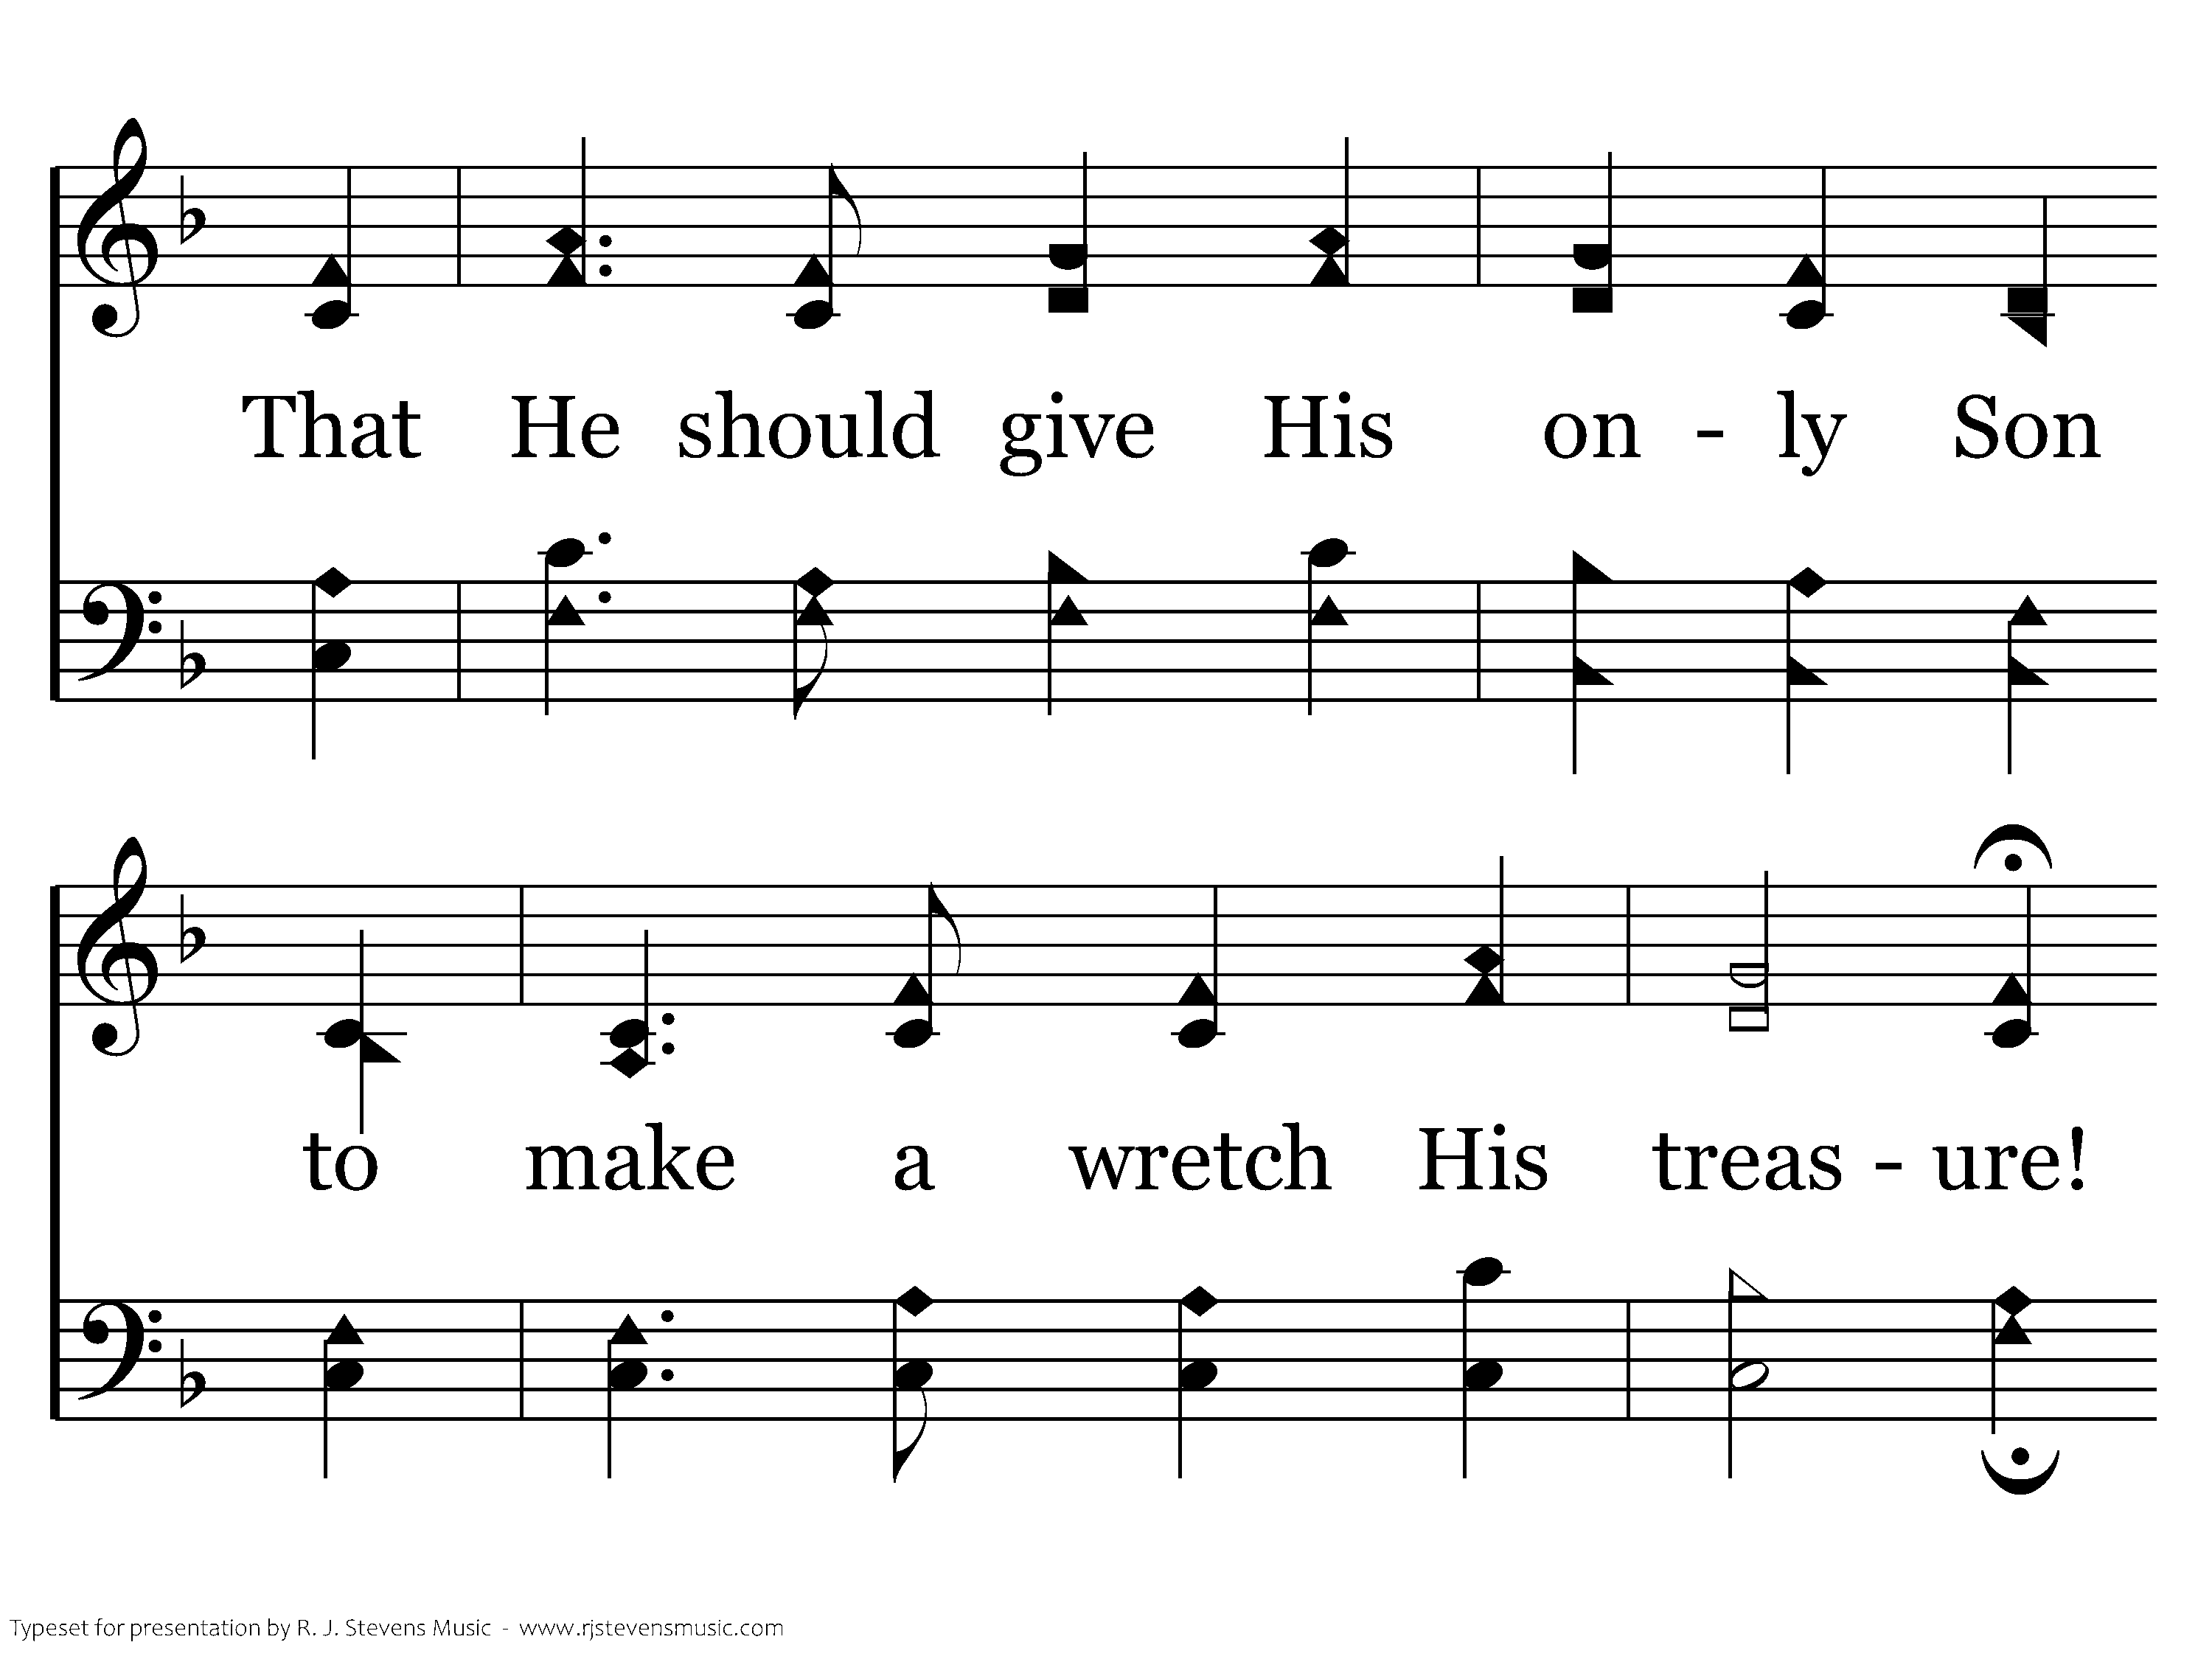 That He should give His on - ly Son
to make a wretch His treas - ure!
Typeset for presentation by R. J. Stevens Music - www.rjstevensmusic.com